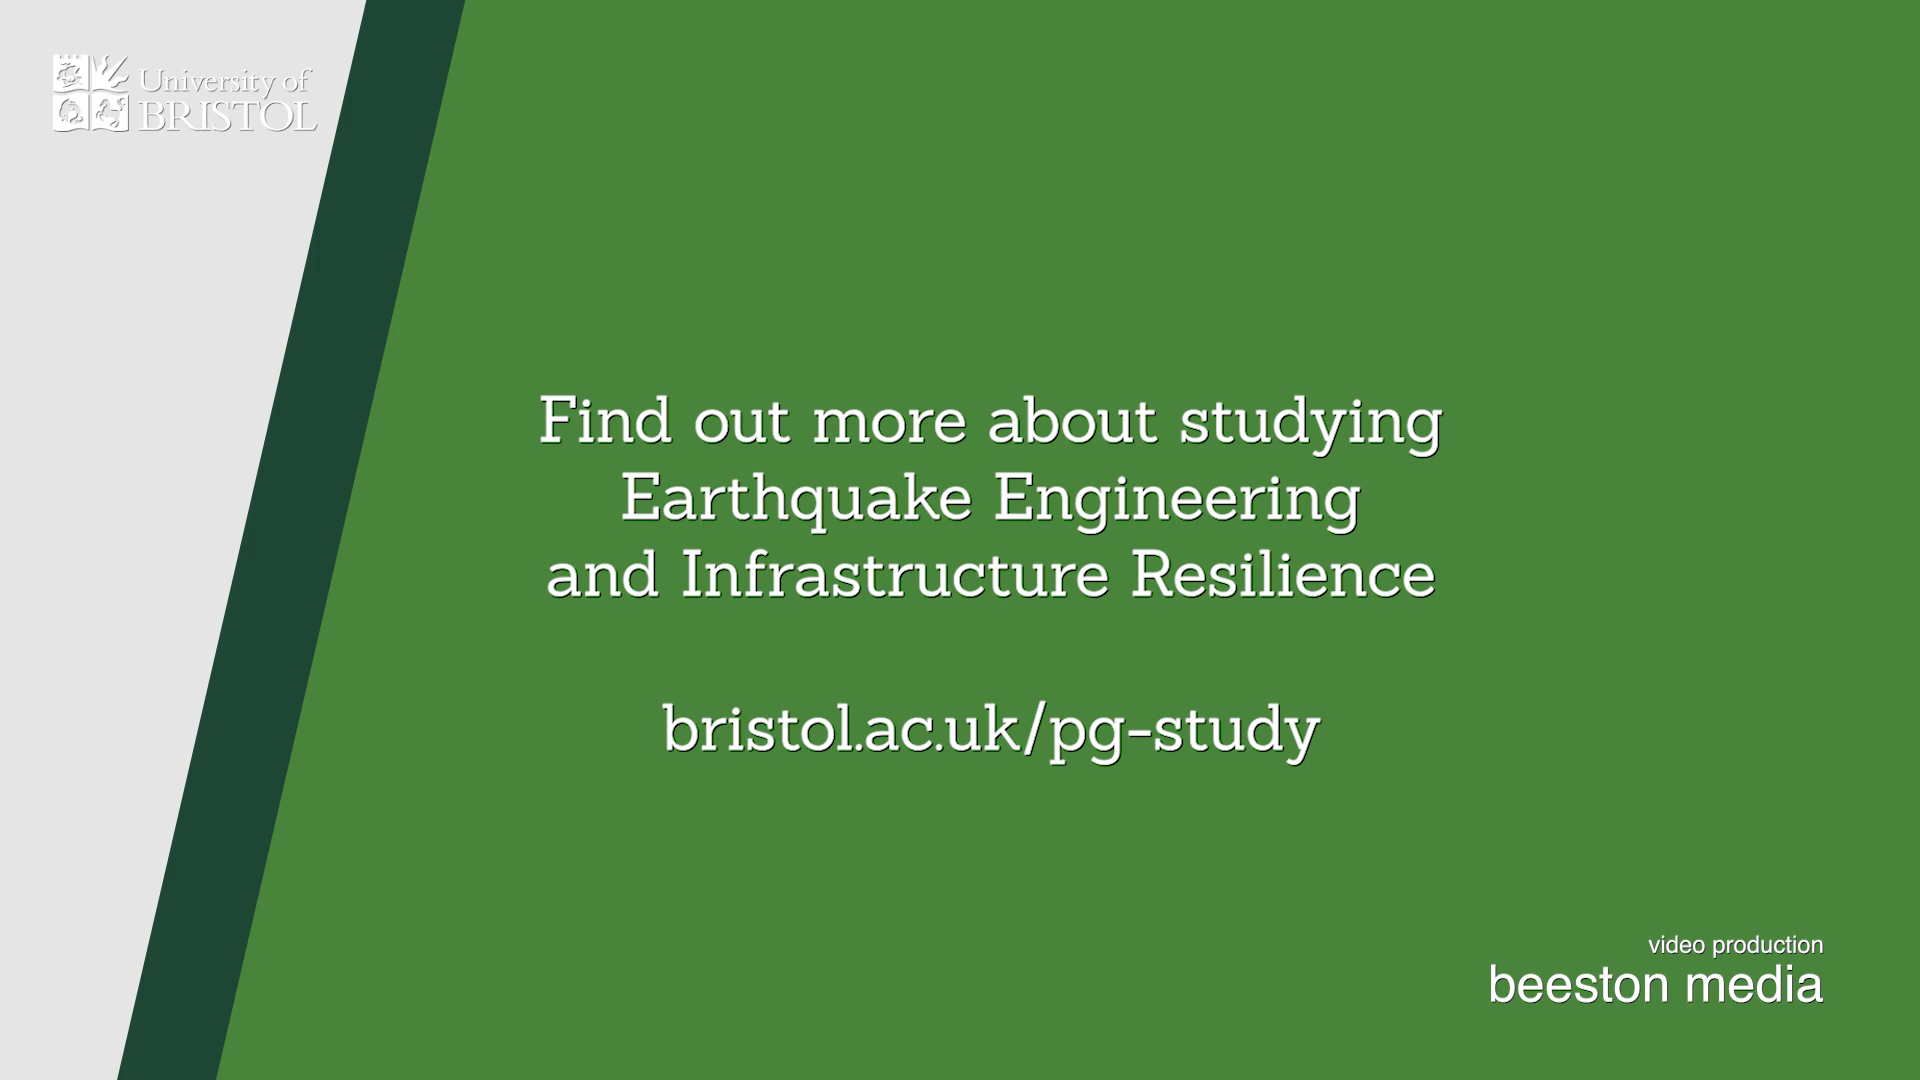 University of
BRISTOL
Find out more about studying
Earthquake Engineering
and Infrastructure Resilience
bristol.ac.uk/pg-study
video production
beeston media